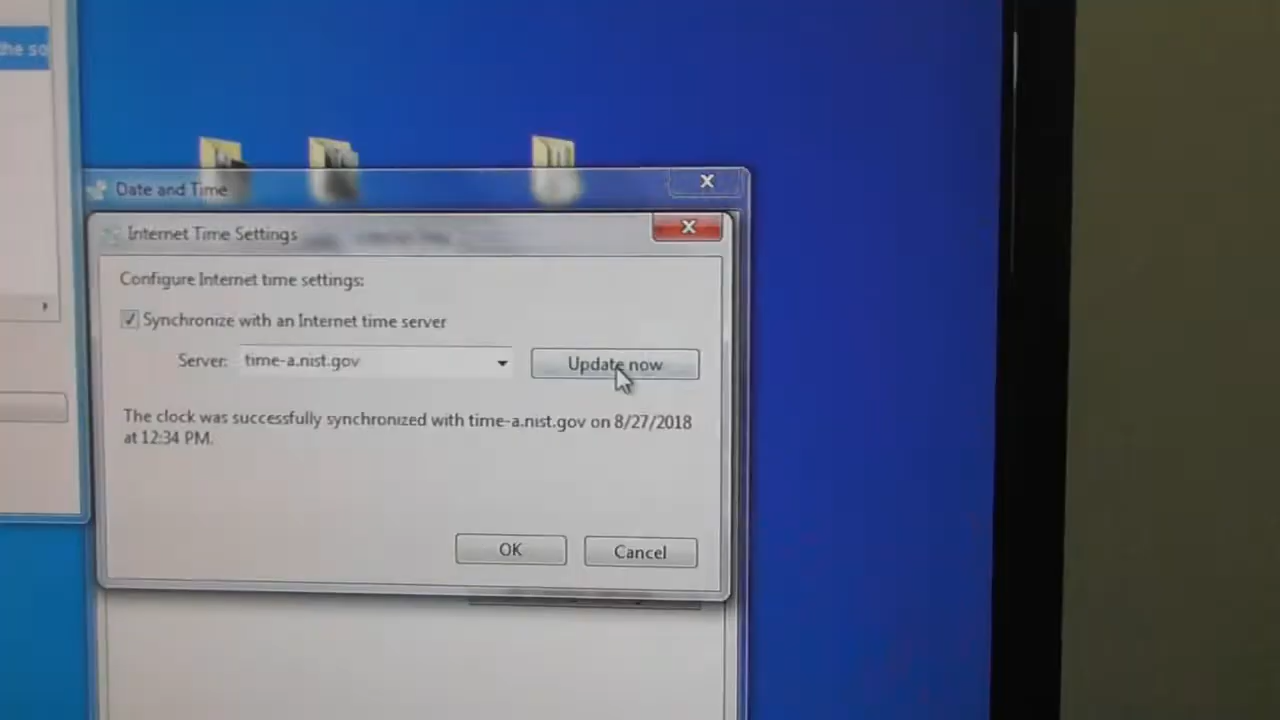 the so
Date and Time
Internet Time Settings
Configure Internet time settings:
Synchronize with an Internet time server
Server: time-a.nist.gov Update now
The clock was successfully synchronized with time-a.nist.gov on 8/27/2018
at 12:34 PM.
OK Cancel